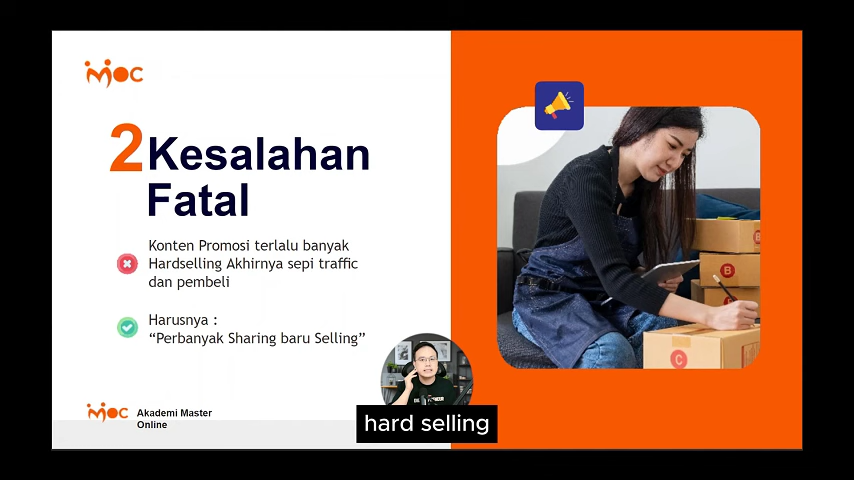 MOC
2 Kesalahan
Fatal
Konten Promosi terlalu banyak
Hardselling Akhirnya sepi traffic
dan pembeli
Harusnya :
“Perbanyak Sharing baru Selling”
MOC
Akademi Master
Online
hard selling
B
B
C